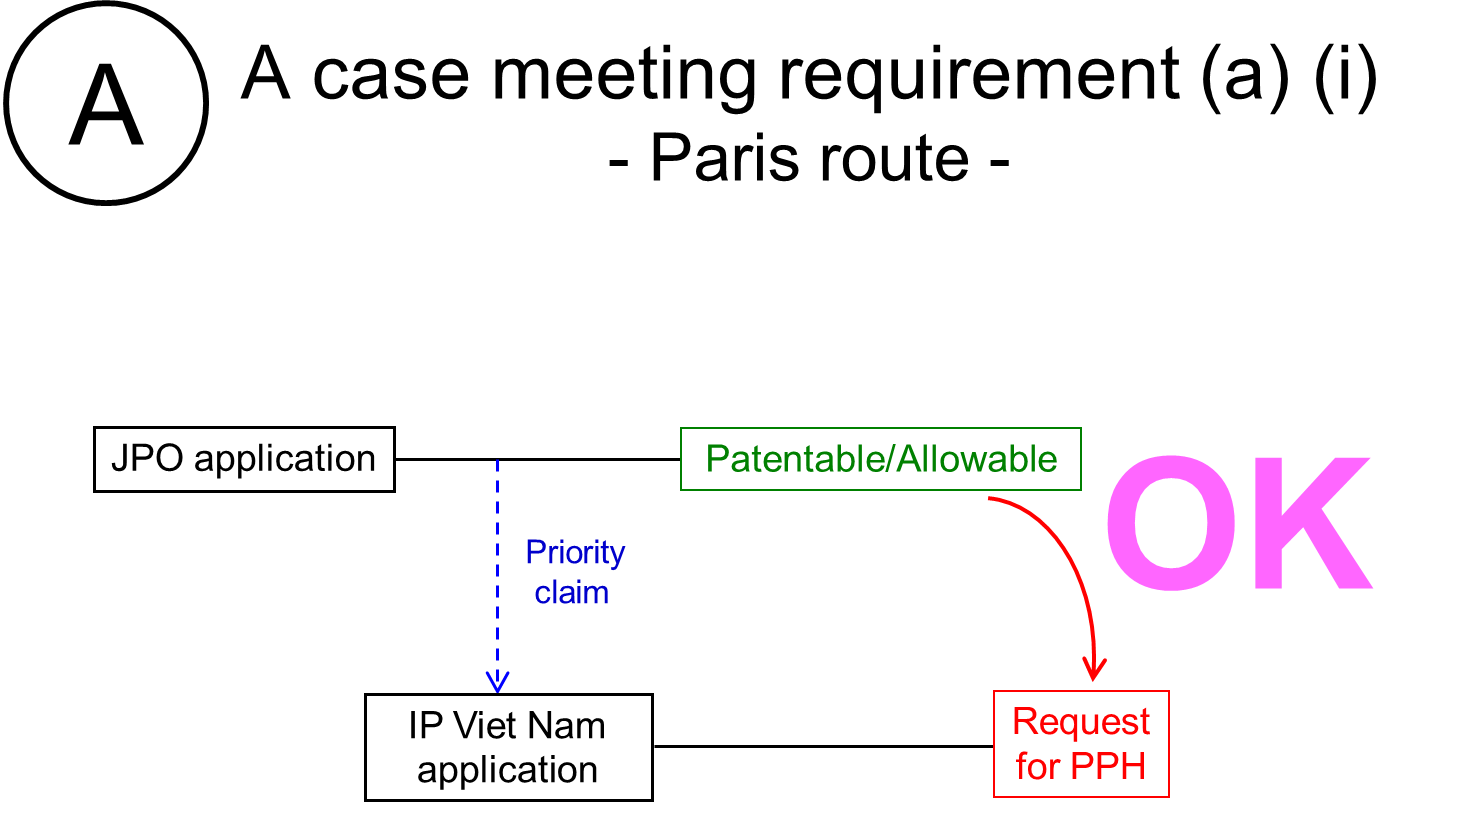 A
A case meeting requirement (a) (i)
- Paris route -
JPO application
Patentable/Allowable
OK
Priority
claim
IP Viet Nam
application
Request
for PPH